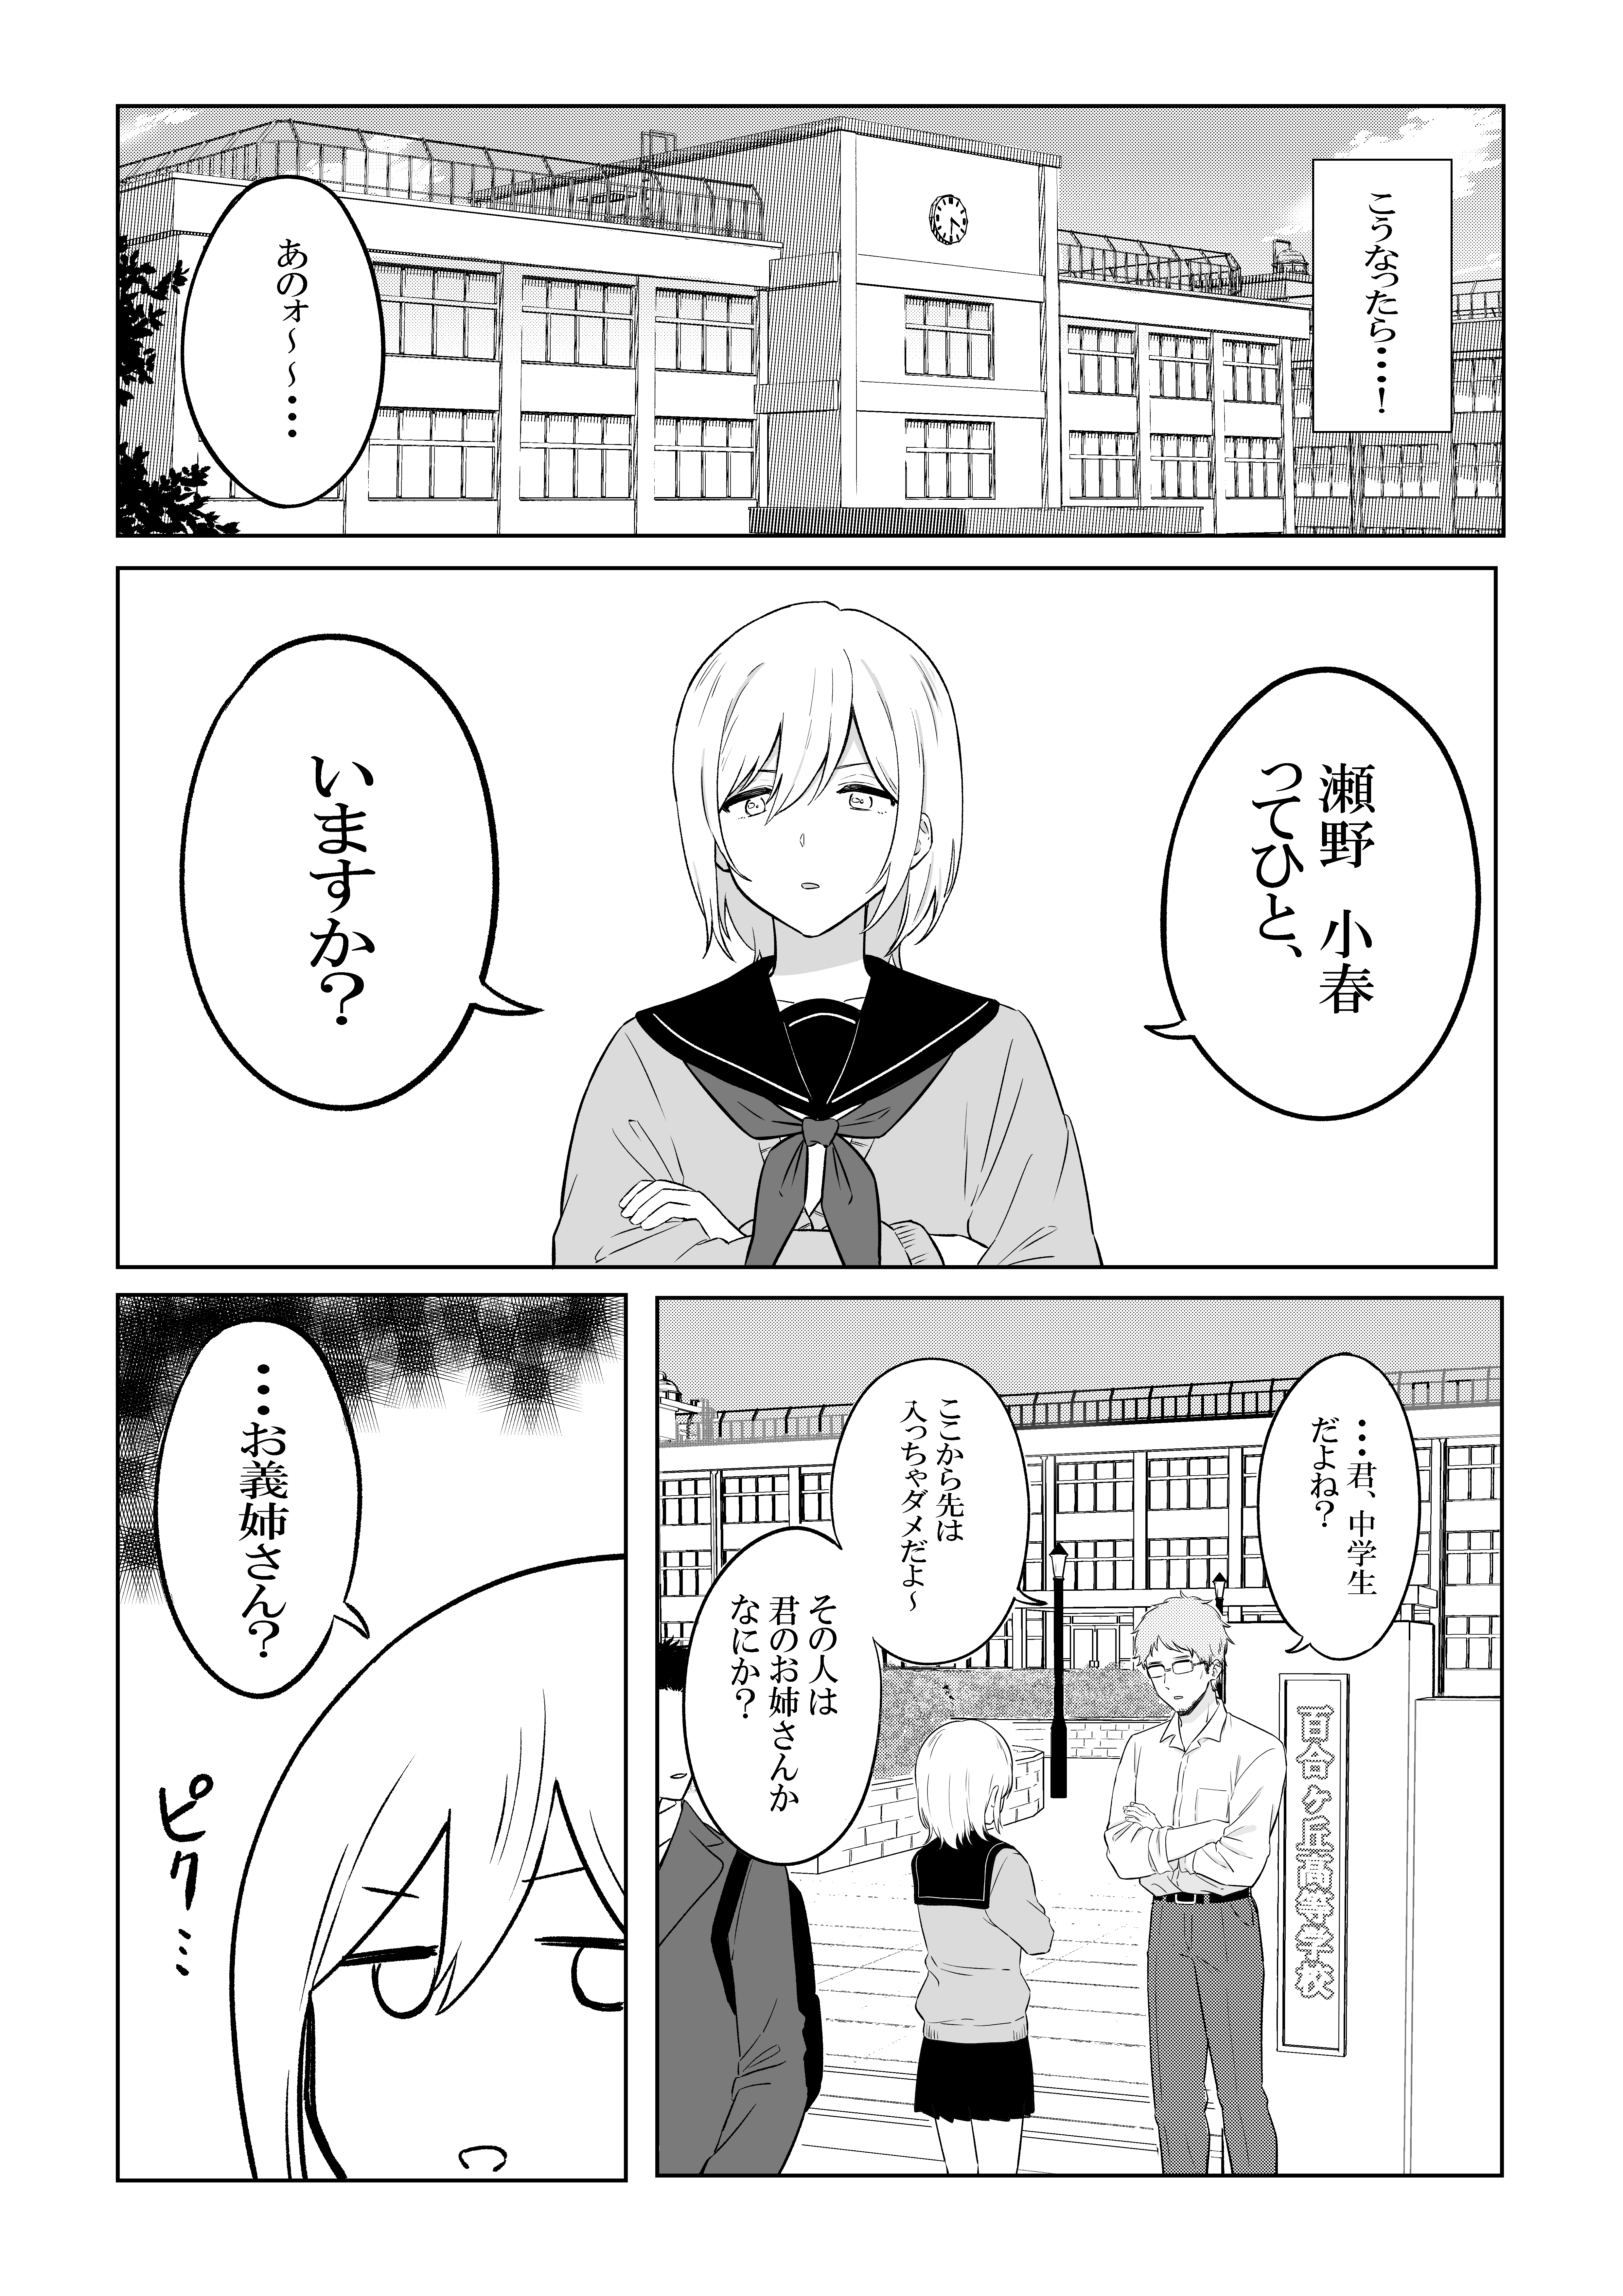 こうなったら…！
あのォ〜〜…
瀬野　小春
ってひと、
いますか？
…君、中学生
だよね？
ここから先は
入っちゃダメだよ〜
その人は
君のお姉さんか
なにか？
百合ヶ丘高等学校
…お義姉さん？
ピク…